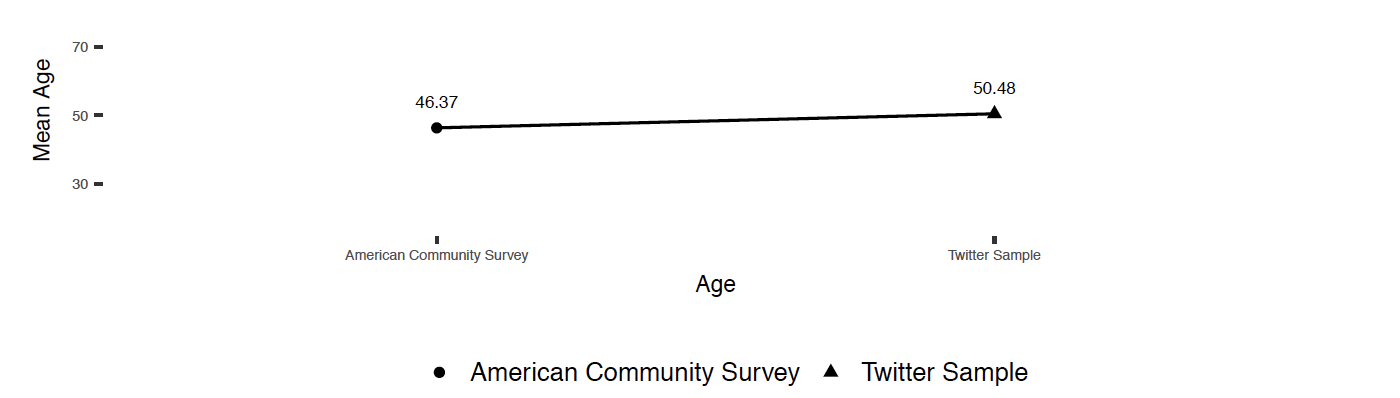 70
50
30
Mean Age
46.37
50.48
American Community Survey
Twitter Sample
Age
American Community Survey
Twitter Sample